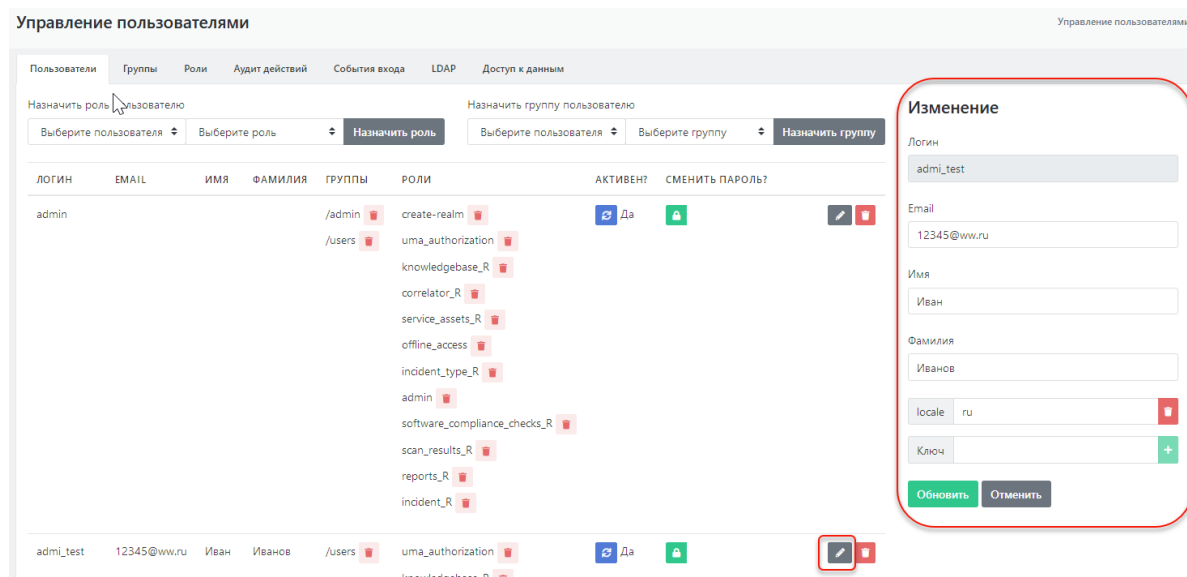 Управление пользователями
Управление пользователями
Пользователи Группы Роли Аудит действий События входа LDAP Доступ к данным
Назначить роль пользователю
Выберите пользователя Выберите роль Назначить роль
Назначить группу пользователю
Выберите пользователя Выберите группу Назначить группу
ЛОГИН EMAIL ИМЯ ФАМИЛИЯ ГРУППЫ РОЛИ АКТИВЕН? СМЕНИТЬ ПАРОЛЬ?
admin /admin create-realm Да
/users uma_authorization
knowledgebase_R
correlator_R
service_assets_R
offline_access
incident_type_R
admin
software_compliance_checks_R
scan_results_R
reports_R
incident_R
admi_test 12345@ww.ru Иван Иванов /users uma_authorization Да
knowledgebase_R
Изменение
Логин
admi_test
Email
12345@ww.ru
Имя
Иван
Фамилия
Иванов
locale ru
Ключ
Обновить Отменить